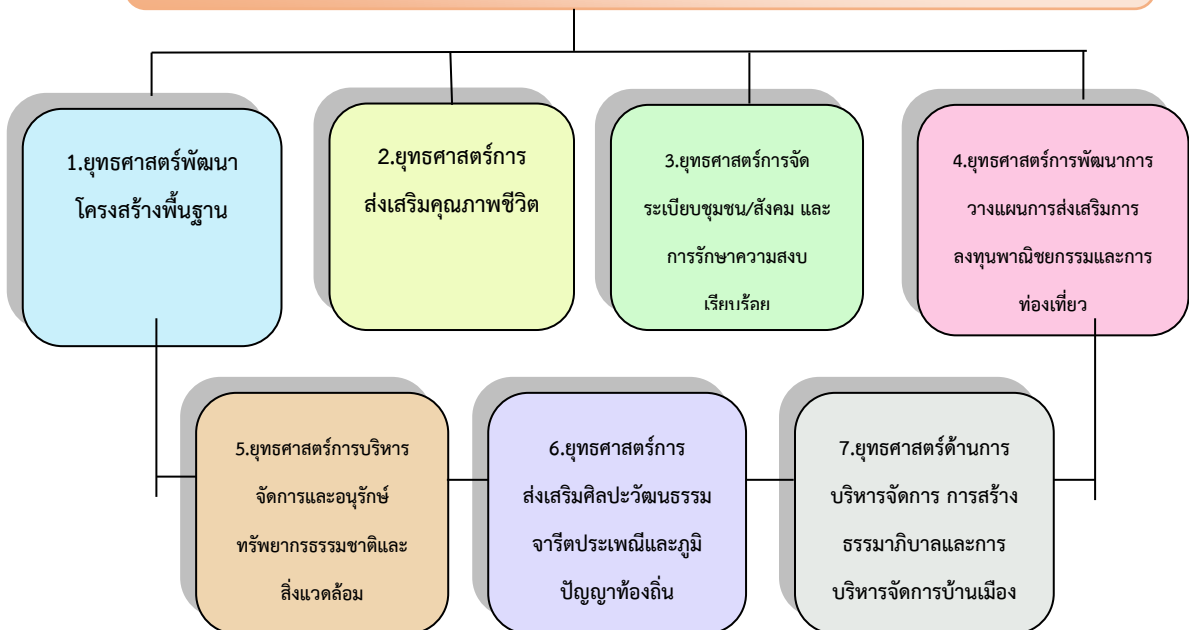 1.ยุทธศาสตร์พัฒนา
โครงสร้างพื้นฐาน
2.ยุทธศาสตร์การ
ส่งเสริมคุณภาพชีวิต
3.ยุทธศาสตร์การจัด
ระเบียบชุมชน/สังคม และ
การรักษาความสงบ
เรียบร้อย
4.ยุทธศาสตร์การพัฒนาการ
วางแผนการส่งเสริมการ
ลงทุนพาณิชยกรรมและการ
ท่องเที่ยว
5.ยุทธศาสตร์การบริหาร
จัดการและอนุรักษ์
ทรัพยากรธรรมชาติและ
สิ่งแวดล้อม
6.ยุทธศาสตร์การ
ส่งเสริมศิลปะวัฒนธรรม
จารีตประเพณีและภูมิ
ปัญญาท้องถิ่น
7.ยุทธศาสตร์ด้านการ
บริหารจัดการ การสร้าง
ธรรมาภิบาลและการ
บริหารจัดการบ้านเมือง